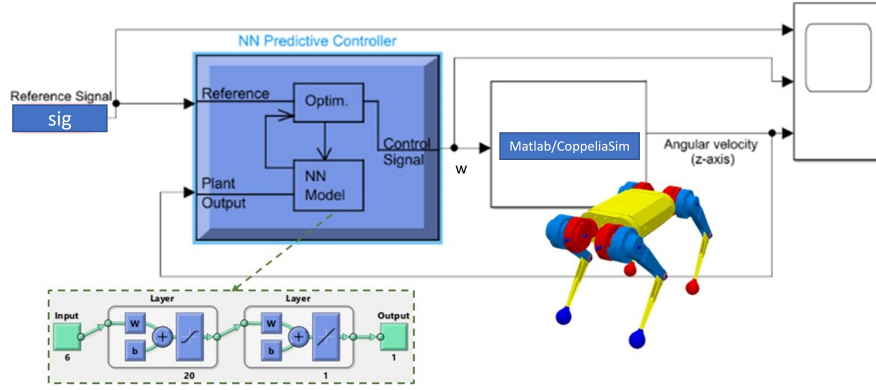 NN Predictive Controller
Reference Signal
sig
Reference
Optim.
Control
Signal
Plant
Output
NN
Model
w
Matlab/CoppeliaSim
Angular velocity
(z-axis)
Layer
Layer
Input
Output
W
W
b
b
6
20
1
1